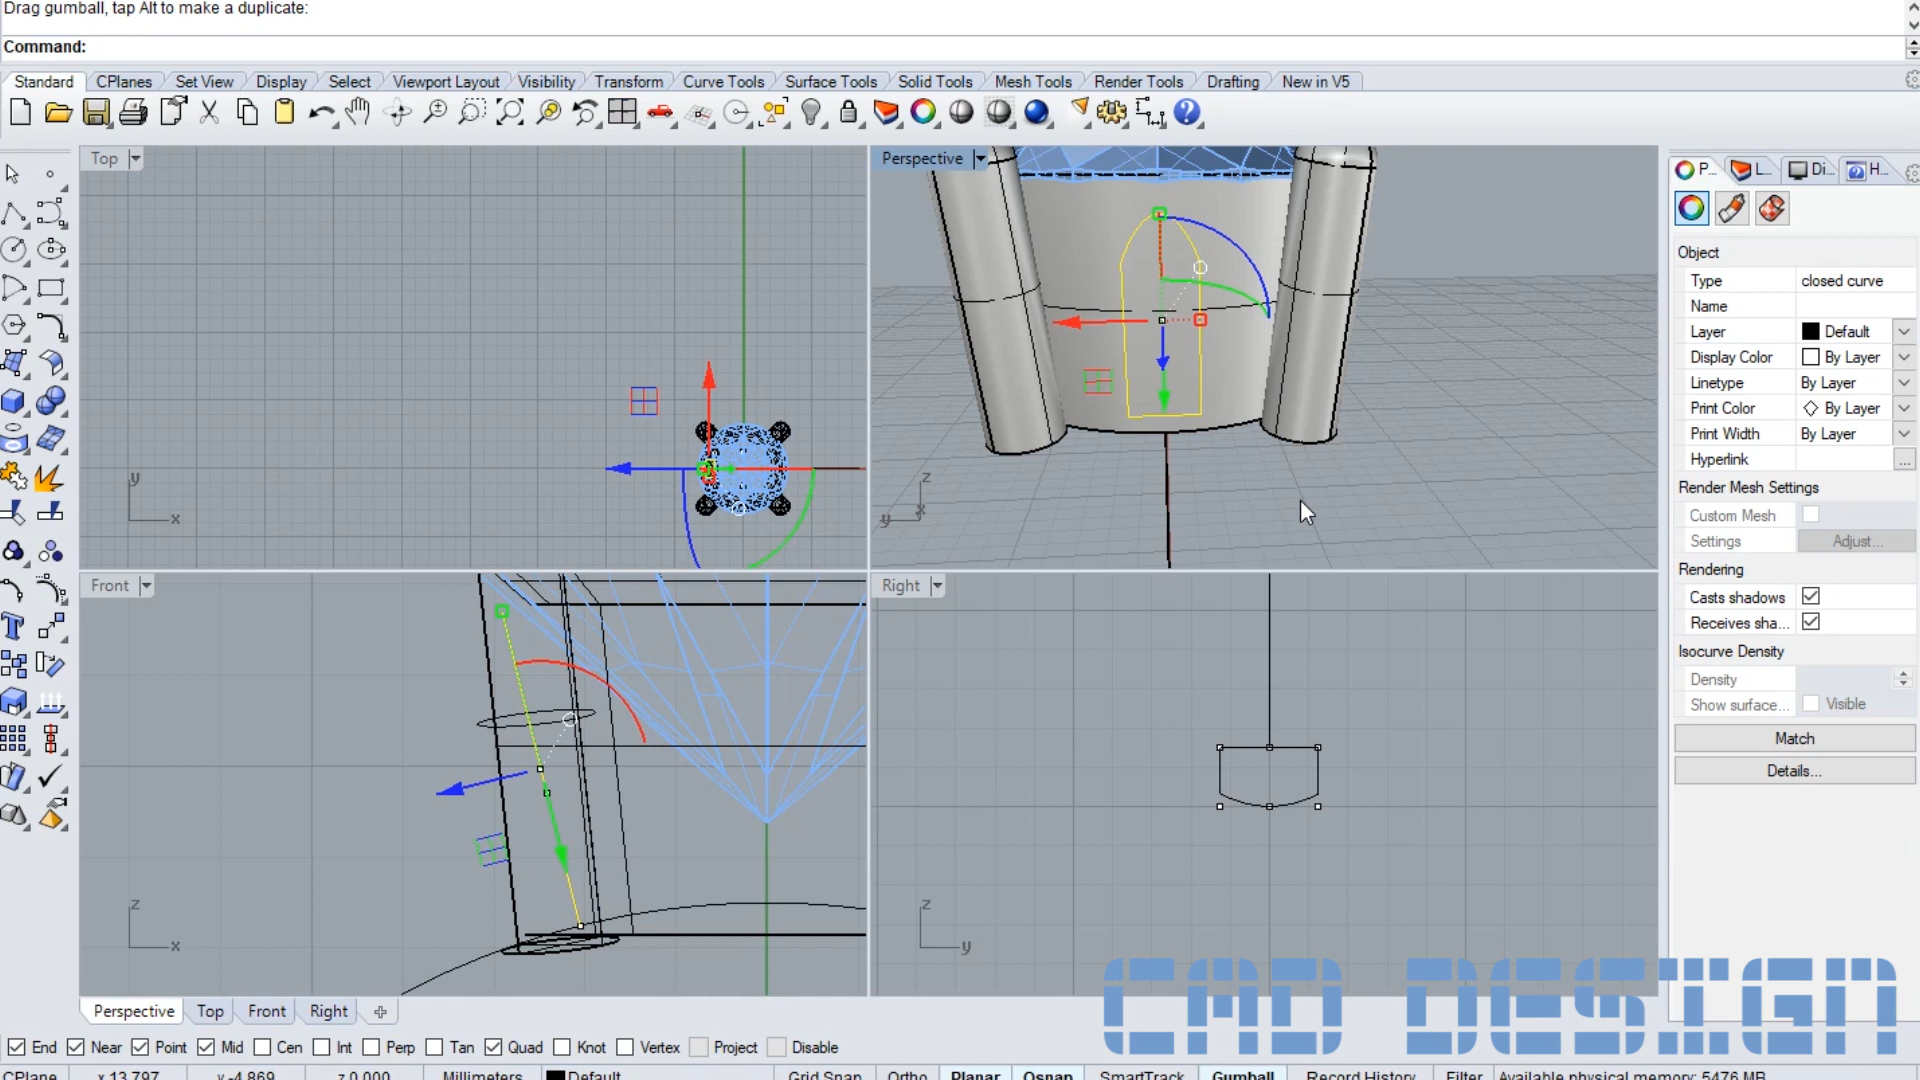 Drag gumball, tap Alt to make a duplicate:
Command:
Standard CPlanes Set View Display Select Viewport Layout Visibility Transform Curve Tools Surface Tools Solid Tools Mesh Tools Render Tools Drafting New in V5
Top
Perspective
P... L... Di... H...
Object
Type closed curve
Name
Layer Default
Display Color By Layer
Linetype By Layer
Print Color By Layer
Print Width By Layer
Hyperlink ...
Render Mesh Settings
Custom Mesh
Settings Adjust...
Rendering
Casts shadows
Receives sha...
Isocurve Density
Density
Show surface... Visible
Match
Details...
y
x
z
y
x
Front
Right
z
x
z
y
CAD DESIGN
Perspective Top Front Right
End Near Point Mid Cen Int Perp Tan Quad Knot Vertex Project Disable
CPlane x 13.797 y -4.869 z 0.000 Millimeters Default Grid Snap Ortho Planar Osnap SmartTrack Gumball Record History Filter Available physical memory: 5476 MB